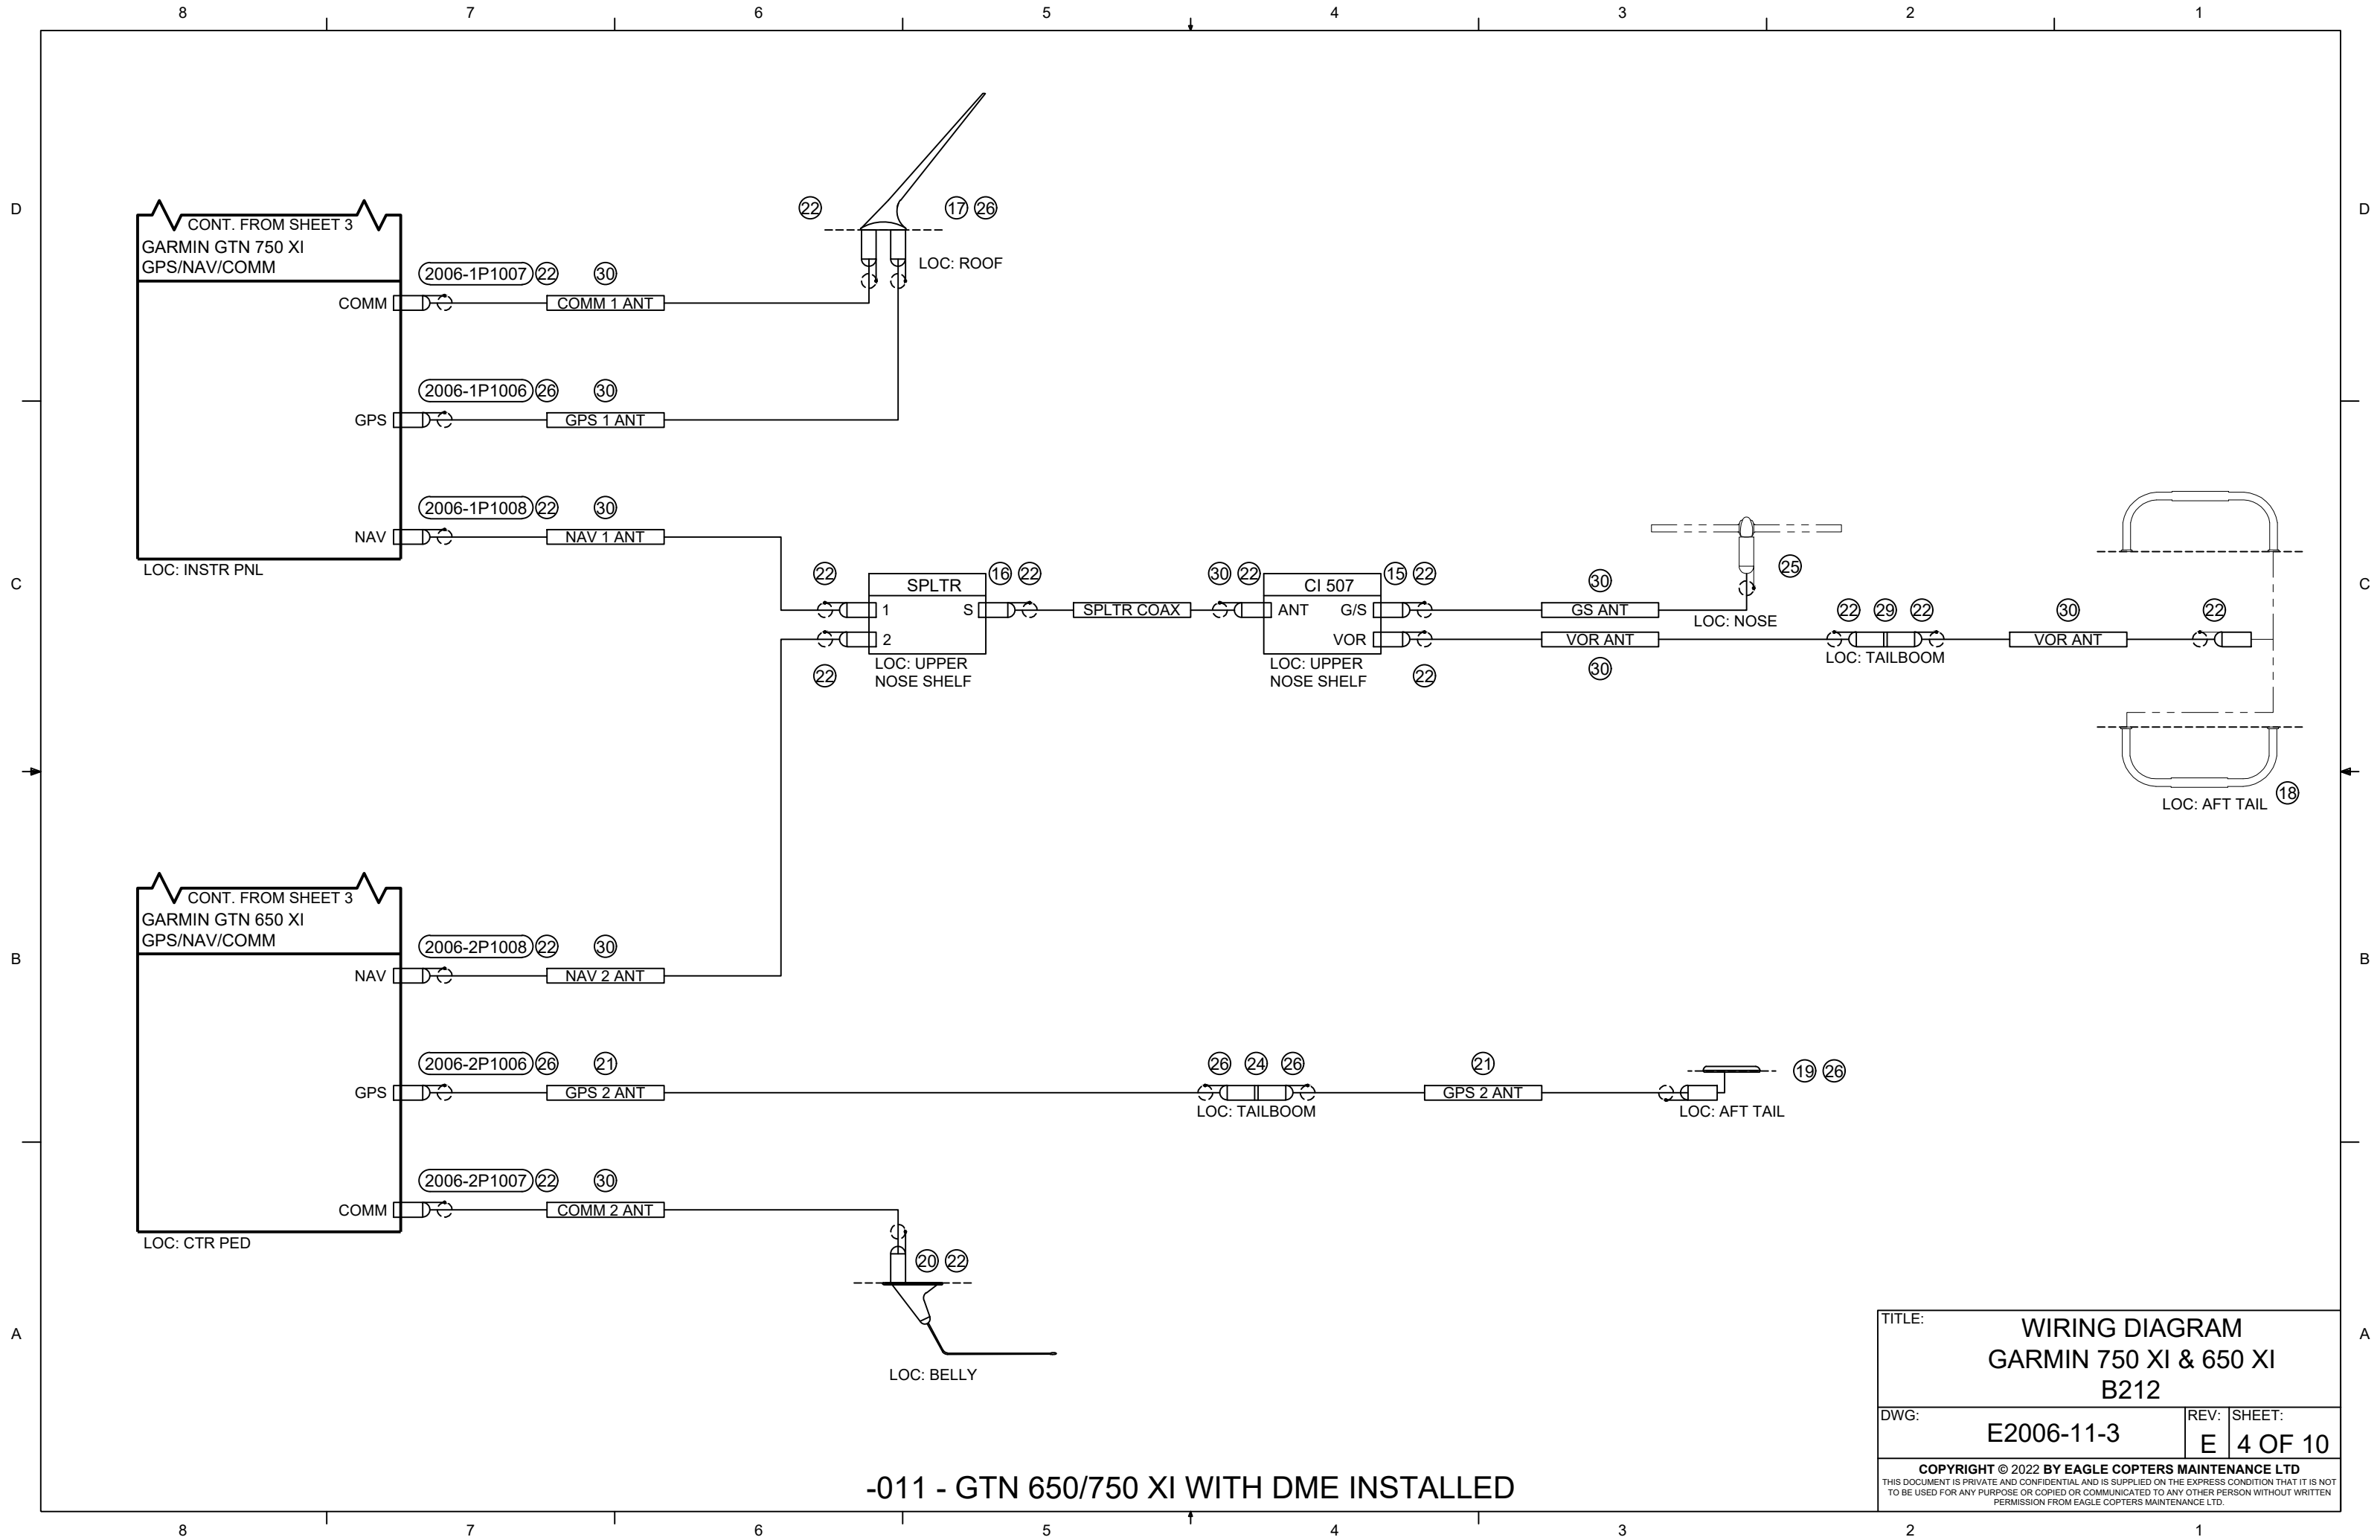 8 7 6 5 4 3 2 1
D
D
22
17 26
LOC: ROOF
CONT. FROM SHEET 3
GARMIN GTN 750 XI
GPS/NAV/COMM
2006-1P1007 22 30
COMM
COMM 1 ANT
2006-1P1006 26 30
GPS
GPS 1 ANT
2006-1P1008 22 30
NAV
NAV 1 ANT
LOC: INSTR PNL
C
C
22
SPLTR
16 22
1
S
2
22
LOC: UPPER
NOSE SHELF
SPLTR COAX
30 22
CI 507
15 22
ANT
G/S
VOR
22
LOC: UPPER
NOSE SHELF
30
GS ANT
25
LOC: NOSE
VOR ANT
30
22 29 22
LOC: TAILBOOM
30
VOR ANT
22
LOC: AFT TAIL
18
CONT. FROM SHEET 3
GARMIN GTN 650 XI
GPS/NAV/COMM
B
B
2006-2P1008 22 30
NAV
NAV 2 ANT
2006-2P1006 26 21
GPS
GPS 2 ANT
26 24 26
LOC: TAILBOOM
21
GPS 2 ANT
19 26
LOC: AFT TAIL
2006-2P1007 22 30
COMM
COMM 2 ANT
LOC: CTR PED
20 22
LOC: BELLY
A
A
TITLE:
WIRING DIAGRAM
GARMIN 750 XI & 650 XI
B212
DWG:
E2006-11-3
REV:
E
SHEET:
4 OF 10
COPYRIGHT © 2022 BY EAGLE COPTERS MAINTENANCE LTD
THIS DOCUMENT IS PRIVATE AND CONFIDENTIAL AND IS SUPPLIED ON THE EXPRESS CONDITION THAT IT IS NOT
TO BE USED FOR ANY PURPOSE OR COPIED OR COMMUNICATED TO ANY OTHER PERSON WITHOUT WRITTEN
PERMISSION FROM EAGLE COPTERS MAINTENANCE LTD.
-011 - GTN 650/750 XI WITH DME INSTALLED
8 7 6 5 4 3 2 1